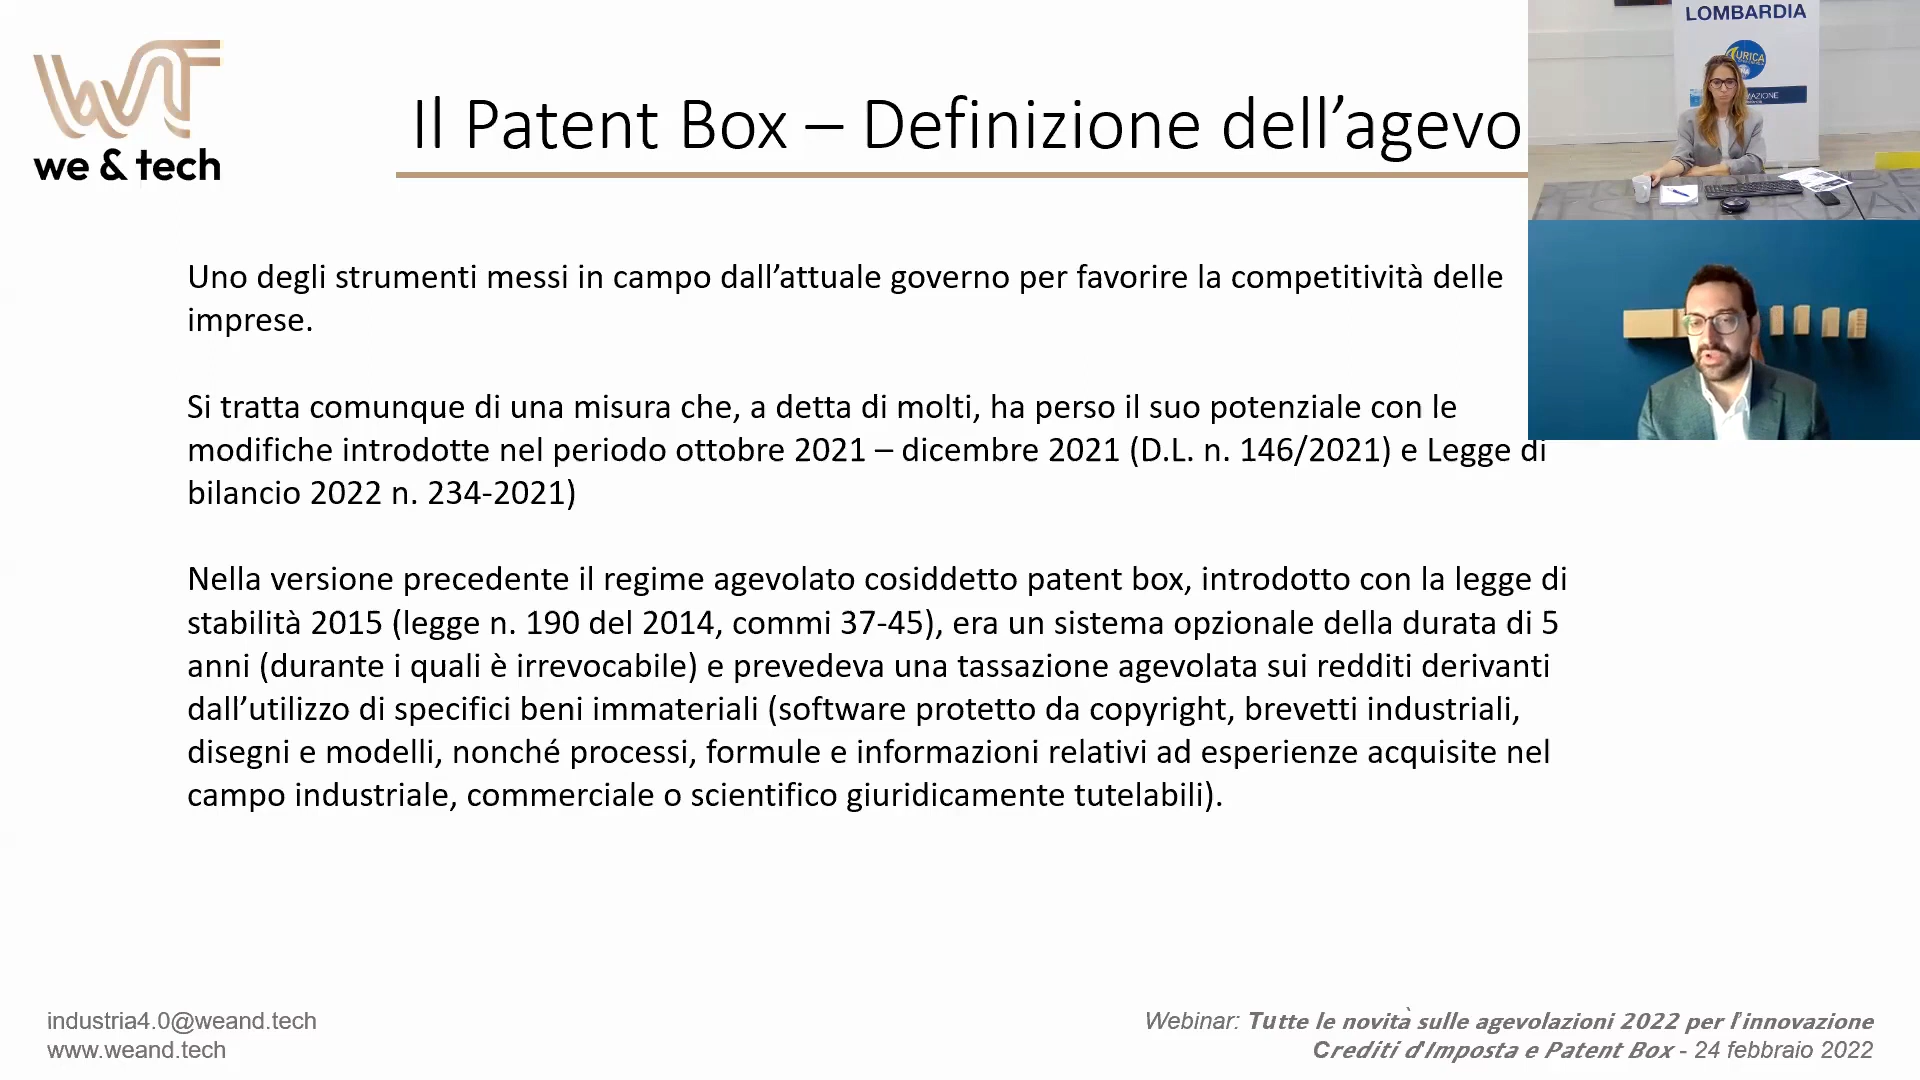 we & tech
Il Patent Box – Definizione dell’agevo
LOMBARDIA
URICA
AZIONE
Uno degli strumenti messi in campo dall’attuale governo per favorire la competitività delle
imprese.
Si tratta comunque di una misura che, a detta di molti, ha perso il suo potenziale con le
modifiche introdotte nel periodo ottobre 2021 – dicembre 2021 (D.L. n. 146/2021) e Legge di
bilancio 2022 n. 234-2021)
Nella versione precedente il regime agevolato cosiddetto patent box, introdotto con la legge di
stabilità 2015 (legge n. 190 del 2014, commi 37-45), era un sistema opzionale della durata di 5
anni (durante i quali è irrevocabile) e prevedeva una tassazione agevolata sui redditi derivanti
dall’utilizzo di specifici beni immateriali (software protetto da copyright, brevetti industriali,
disegni e modelli, nonché processi, formule e informazioni relativi ad esperienze acquisite nel
campo industriale, commerciale o scientifico giuridicamente tutelabili).
industria4.0@weand.tech
www.weand.tech
Webinar: Tutte le novità sulle agevolazioni 2022 per l'innovazione
Crediti d'Imposta e Patent Box - 24 febbraio 2022